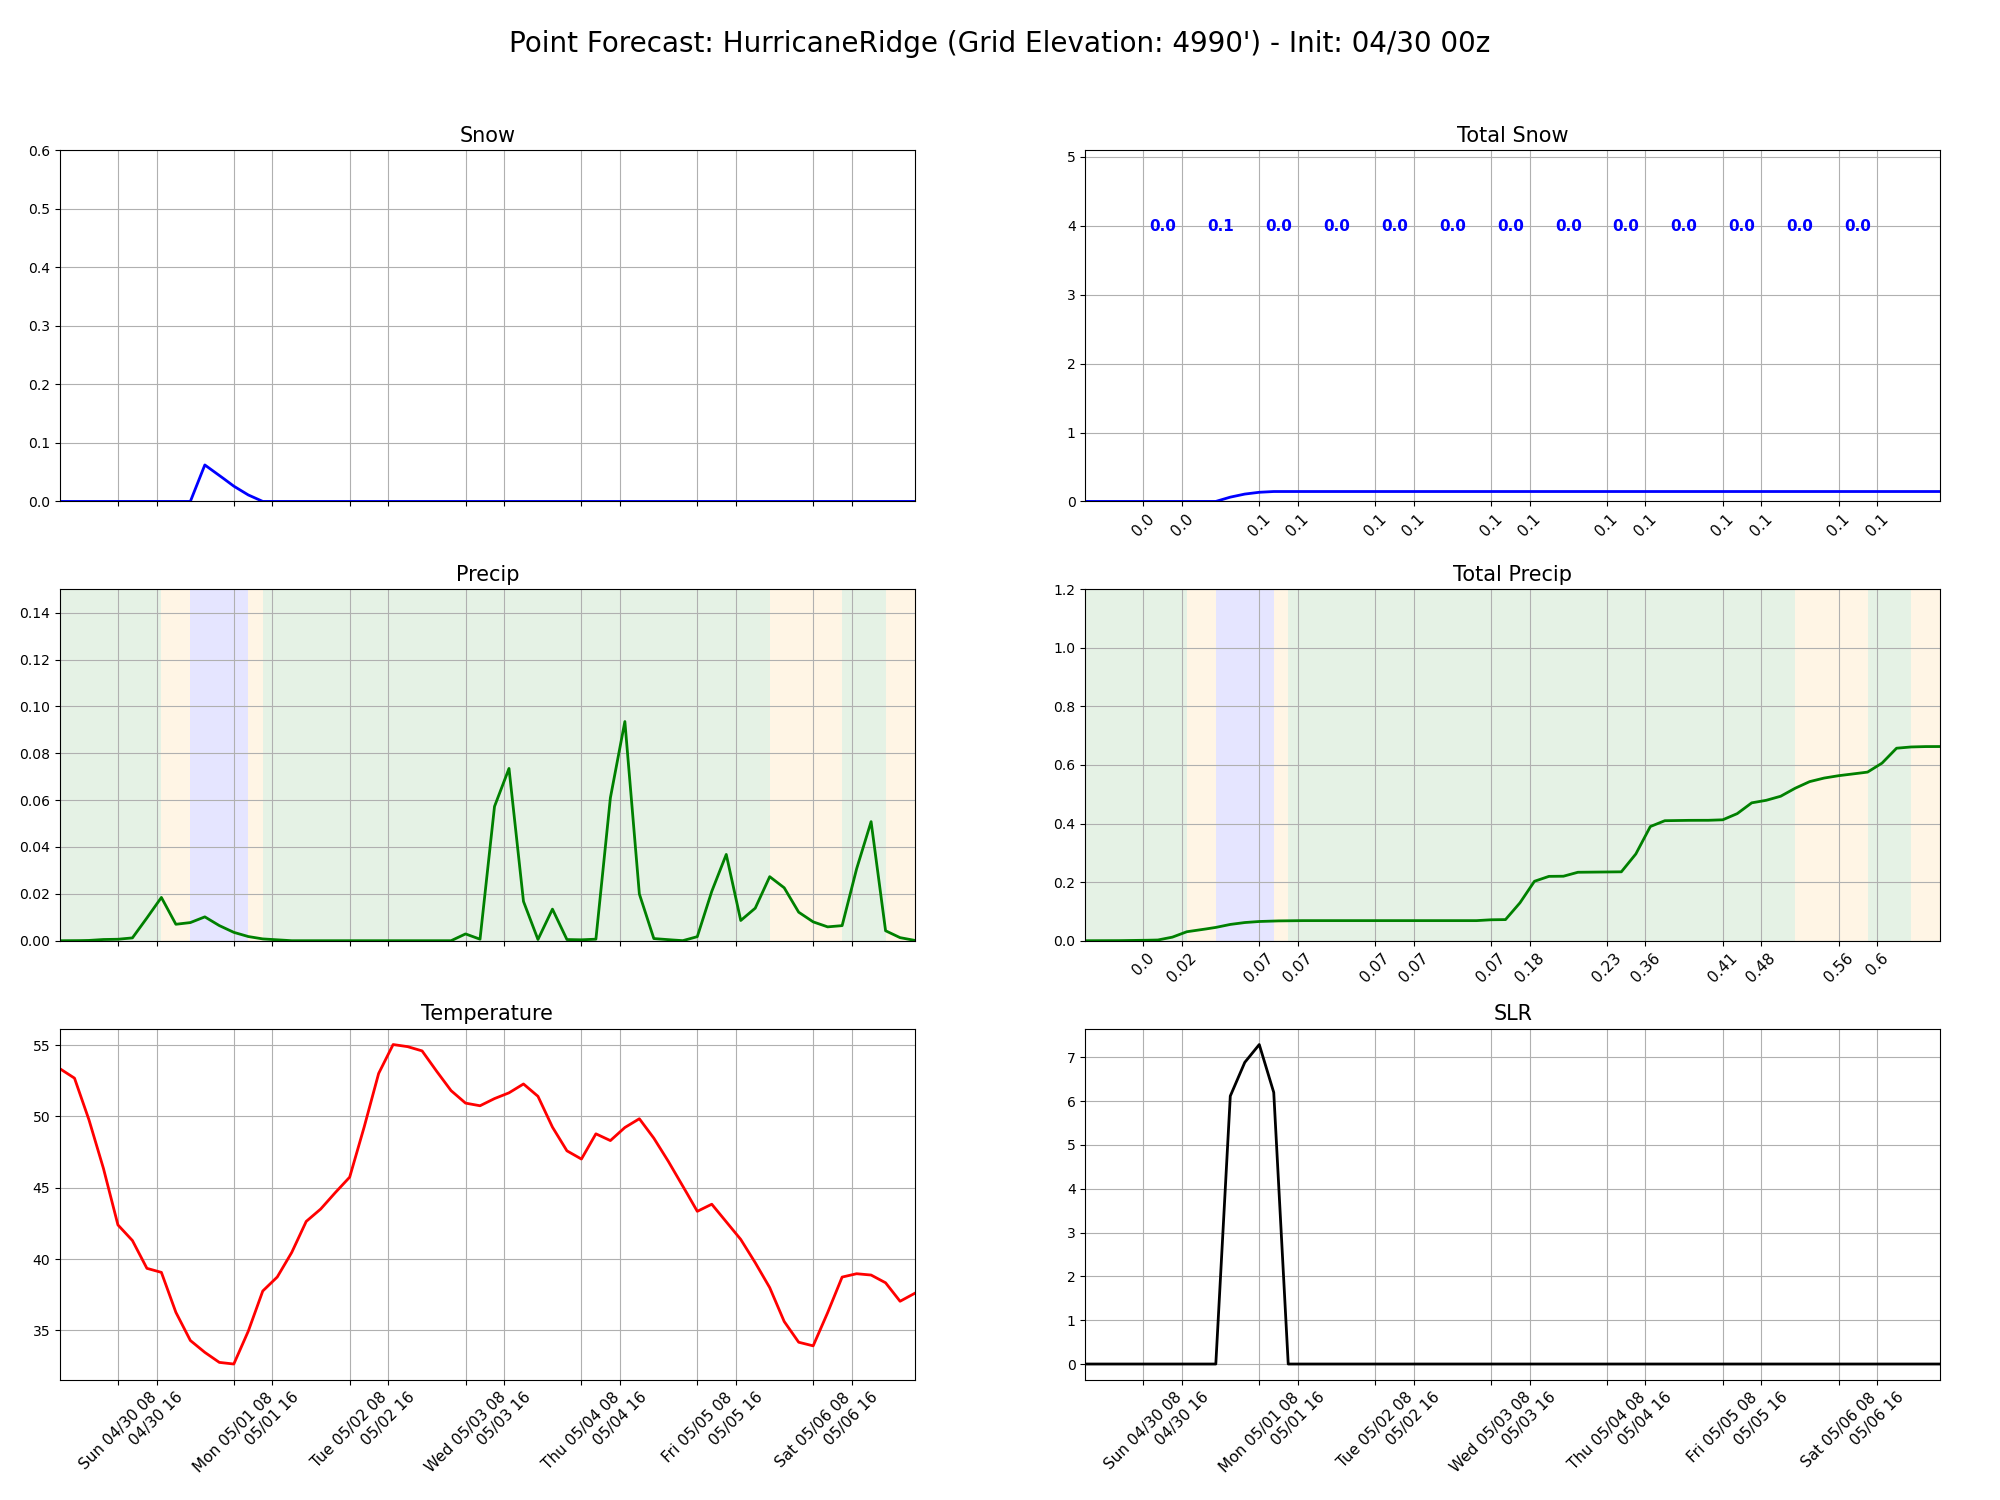 Point Forecast: HurricaneRidge (Grid Elevation: 4990') - Init: 04/30 00z
Snow
0.6
0.5
0.4
0.3
0.2
0.1
0.0
Total Snow
5
4
3
2
1
0
0.0 0.1 0.0 0.0 0.0 0.0 0.0 0.0 0.0 0.0 0.0 0.0 0.0
0.0 0.0 0.1 0.1 0.1 0.1 0.1 0.1 0.1 0.1 0.1 0.1 0.1 0.1
Precip
0.14
0.12
0.10
0.08
0.06
0.04
0.02
0.00
Total Precip
1.2
1.0
0.8
0.6
0.4
0.2
0.0
0.0 0.02 0.07 0.07 0.07 0.07 0.07 0.18 0.23 0.36 0.41 0.48 0.56 0.6
Temperature
55
50
45
40
35
Sun 04/30 08
04/30 16
Mon 05/01 08
05/01 16
Tue 05/02 08
05/02 16
Wed 05/03 08
05/03 16
Thu 05/04 08
05/04 16
Fri 05/05 08
05/05 16
Sat 05/06 08
05/06 16
SLR
7
6
5
4
3
2
1
0
Sun 04/30 08
04/30 16
Mon 05/01 08
05/01 16
Tue 05/02 08
05/02 16
Wed 05/03 08
05/03 16
Thu 05/04 08
05/04 16
Fri 05/05 08
05/05 16
Sat 05/06 08
05/06 16